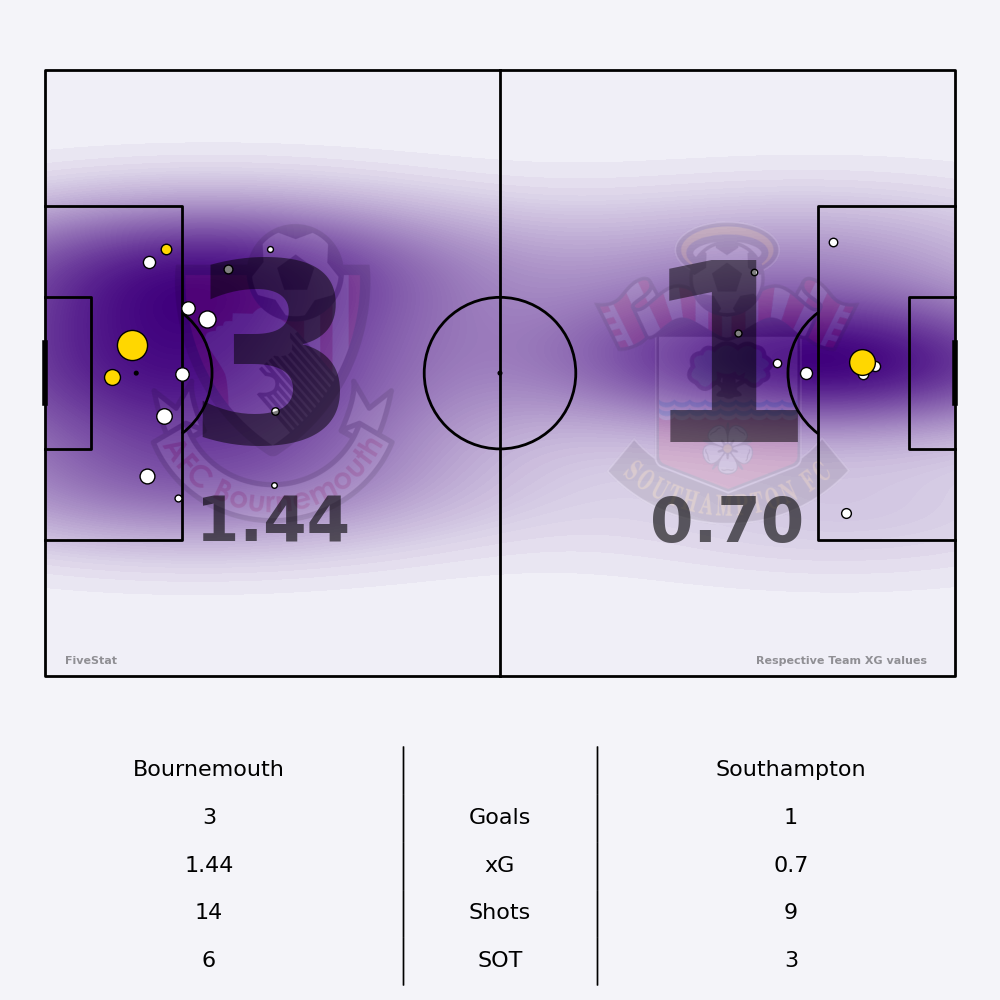 3
1
AFC Bournemouth
SOUTHAMPTON FC
1.44
0.70
FiveStat
Respective Team XG values
Bournemouth
Southampton
3
Goals
1
1.44
xG
0.7
14
Shots
9
6
SOT
3